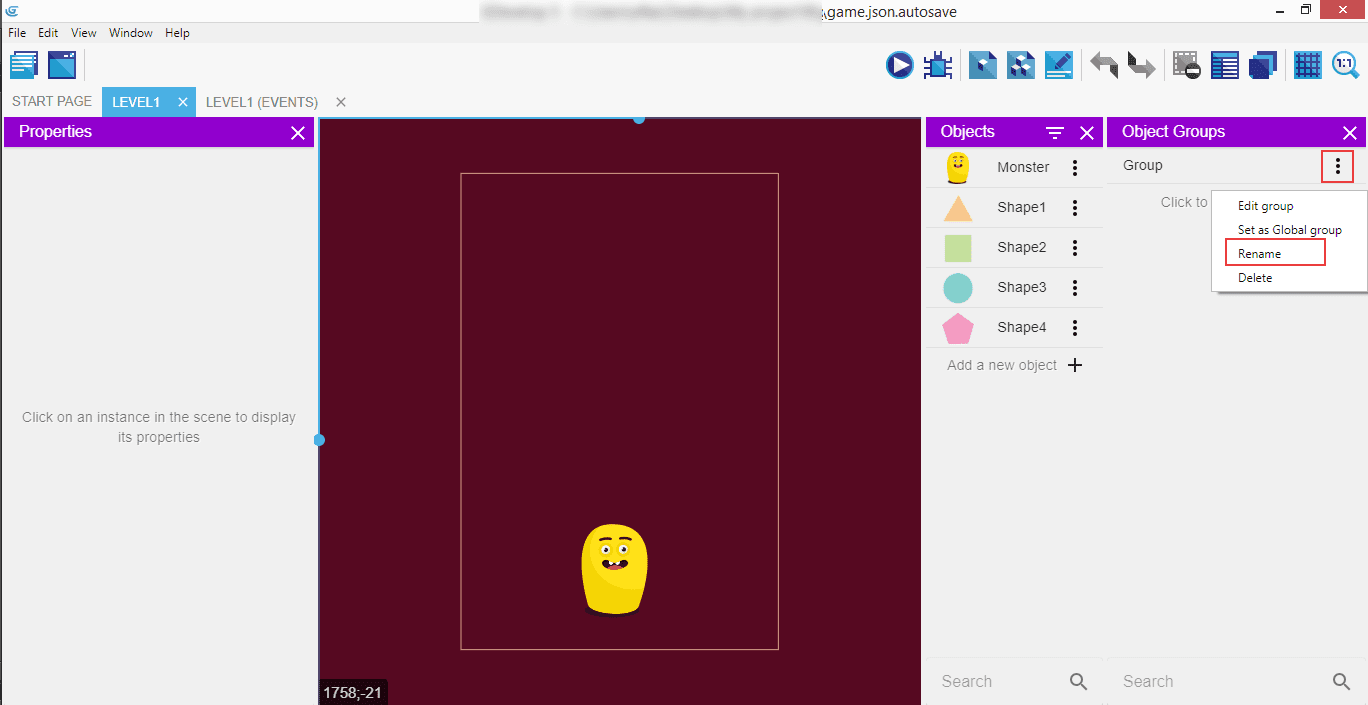 \game.json.autosave
File Edit View Window Help
1:1
START PAGE LEVEL1 LEVEL1 (EVENTS)
Properties
Click on an instance in the scene to display
its properties
1758;-21
Objects
Monster
Shape1
Shape2
Shape3
Shape4
Add a new object
Search
Object Groups
Group
Click to
Edit group
Set as Global group
Rename
Delete
Search